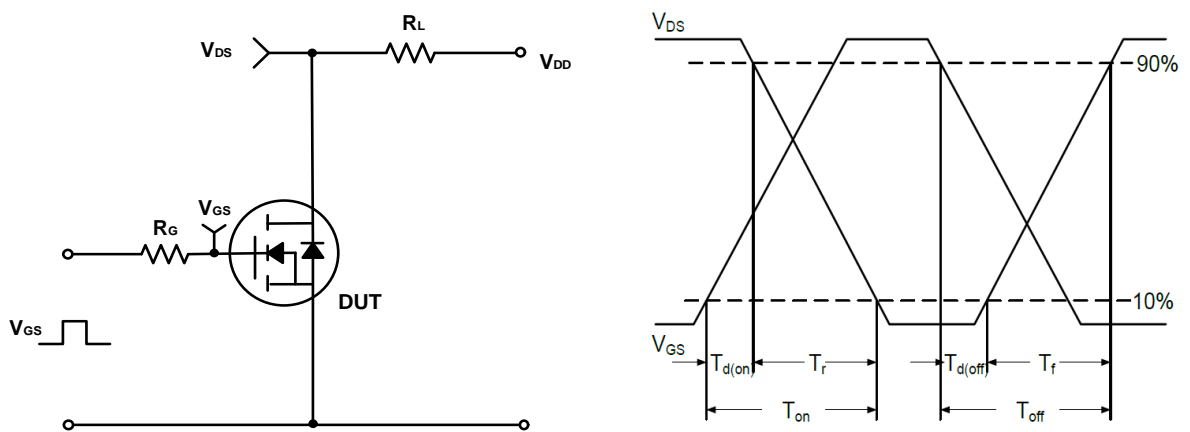 RL
VDS
VDD
VGS
RG
DUT
VGS
VDS
90%
10%
VGS
Td(on)
Tr
Td(off)
Tf
Ton
Toff